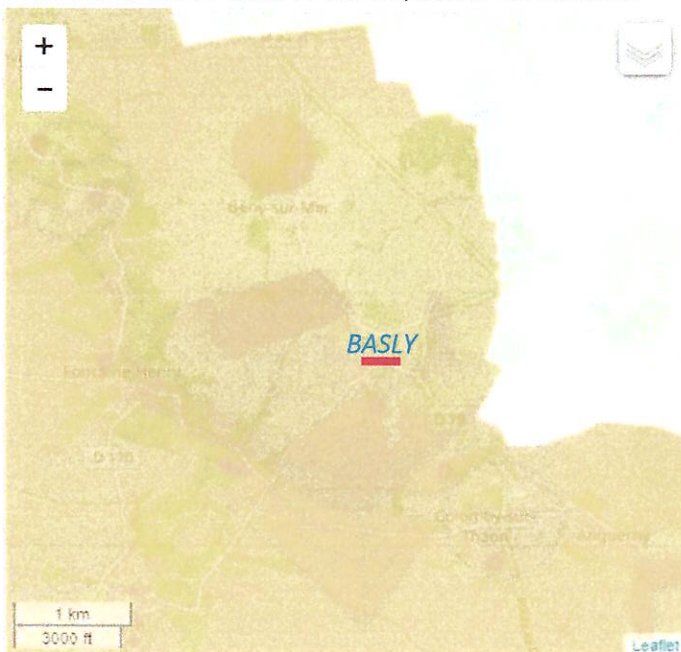 +
−
Bény-sur-Mer
BASLY
Fontaine-Henry
D 79
D 170
Colomby-sur-
Thaon
Anguerny
1 km
3000 ft
Leaflet